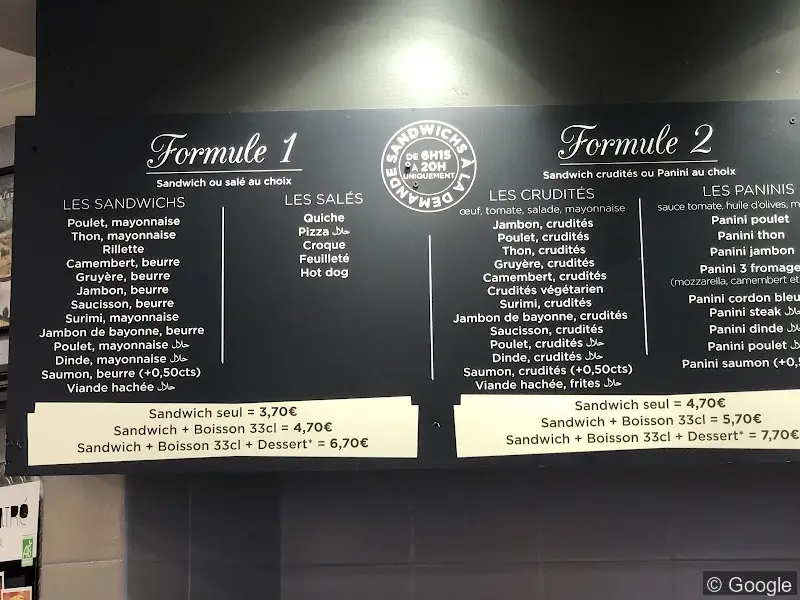 Formule 1
Sandwich ou salé au choix
LES SANDWICHS
Poulet, mayonnaise
Thon, mayonnaise
Rillette
Camembert, beurre
Gruyère, beurre
Jambon, beurre
Saucisson, beurre
Surimi, mayonnaise
Jambon de bayonne, beurre
Poulet, mayonnaise حلال
Dinde, mayonnaise حلال
Saumon, beurre (+0,50cts)
Viande hachée حلال
LES SALÉS
Quiche
Pizza حلال
Croque
Feuilleté
Hot dog
Sandwich seul = 3,70€
Sandwich + Boisson 33cl = 4,70€
Sandwich + Boisson 33cl + Dessert* = 6,70€
SANDWICHS À LA DEMANDE
DE 6H15
À 20H
UNIQUEMENT
Formule 2
Sandwich crudités ou Panini au choix
LES CRUDITÉS
œuf, tomate, salade, mayonnaise
Jambon, crudités
Poulet, crudités
Thon, crudités
Gruyère, crudités
Camembert, crudités
Crudités végétarien
Surimi, crudités
Jambon de bayonne, crudités
Saucisson, crudités
Poulet, crudités حلال
Dinde, crudités حلال
Saumon, crudités (+0,50cts)
Viande hachée, frites حلال
LES PANINIS
sauce tomate, huile d'olives, m
Panini poulet
Panini thon
Panini jambon
Panini 3 fromage
(mozzarella, camembert et
Panini cordon bleu
Panini steak حلال
Panini dinde حلال
Panini poulet حلال
Panini saumon (+0,5
Sandwich seul = 4,70€
Sandwich + Boisson 33cl = 5,70€
Sandwich + Boisson 33cl + Dessert* = 7,70€
TRÉ
AB
© Google